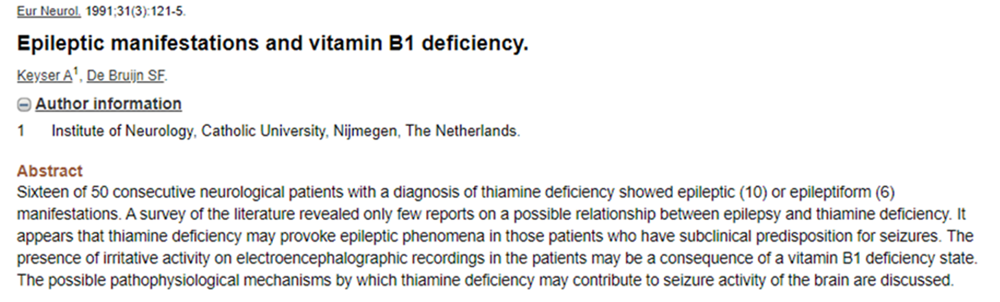 Eur Neurol. 1991;31(3):121-5.
Epileptic manifestations and vitamin B1 deficiency.
Keyser A1, De Bruijn SF.
Author information
1 Institute of Neurology, Catholic University, Nijmegen, The Netherlands.
Abstract
Sixteen of 50 consecutive neurological patients with a diagnosis of thiamine deficiency showed epileptic (10) or epileptiform (6)
manifestations. A survey of the literature revealed only few reports on a possible relationship between epilepsy and thiamine deficiency. It
appears that thiamine deficiency may provoke epileptic phenomena in those patients who have subclinical predisposition for seizures. The
presence of irritative activity on electroencephalographic recordings in the patients may be a consequence of a vitamin B1 deficiency state.
The possible pathophysiological mechanisms by which thiamine deficiency may contribute to seizure activity of the brain are discussed.